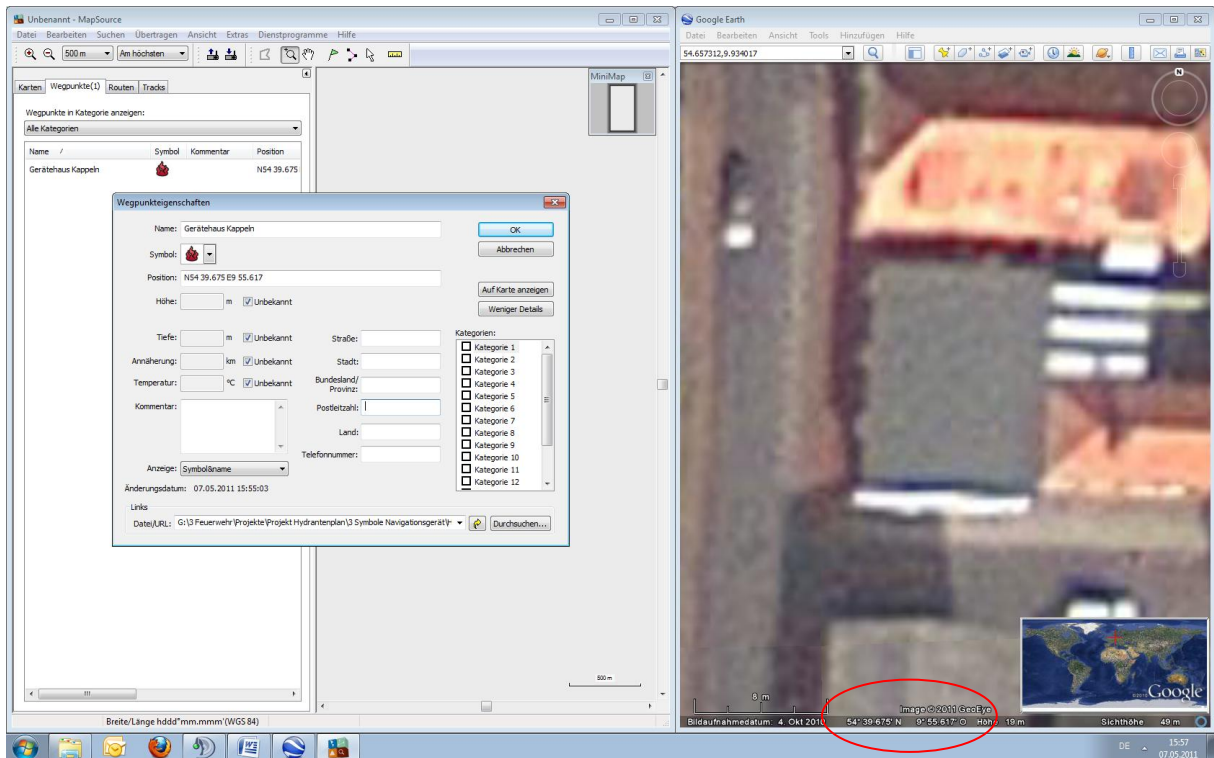 Unbenannt - MapSource
Datei Bearbeiten Suchen Übertragen Ansicht Extras Dienstprogramme Hilfe
500 m Am höchsten
Karten Wegpunkte(1) Routen Tracks
Wegpunkte in Kategorie anzeigen:
Alle Kategorien
Name Symbol Kommentar Position
Gerätehaus Kappeln N54 39.675
MiniMap
Wegpunkteigenschaften
Name: Gerätehaus Kappeln OK
Symbol: Abbrechen
Position: N54 39.675 E9 55.617
Auf Karte anzeigen
Höhe: m Unbekannt
Weniger Details
Tiefe: m Unbekannt Straße: Kategorien:
Annäherung: km Unbekannt Stadt:
Temperatur: °C Unbekannt Bundesland/
Provinz:
Kommentar: Postleitzahl:
Land:
Telefonnummer:
Kategorie 1
Kategorie 2
Kategorie 3
Kategorie 4
Kategorie 5
Kategorie 6
Kategorie 7
Kategorie 8
Kategorie 9
Kategorie 10
Kategorie 11
Kategorie 12
Anzeige: Symbol&name
Änderungsdatum: 07.05.2011 15:55:03
Links
Datei/URL: G:\3 Feuerwehr\Projekte\Projekt Hydrantenplan\3 Symbole Navigationsgerät\ Durchsuchen...
500 m
Breite/Länge hddd°mm.mmm'(WGS 84)
Google Earth
Datei Bearbeiten Ansicht Tools Hinzufügen Hilfe
54.657312,9.934017
N
8 m
Image © 2011 GeoEye
©2010 Google
Bildaufnahmedatum: 4. Okt 2010 54° 39.675' N 9° 55.617' O Höhe 19 m Sichthöhe 49 m
DE 15:57
07.05.2011